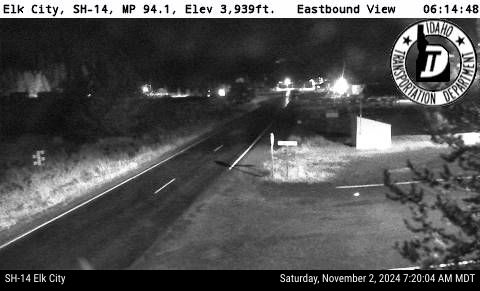 Elk City, SH-14, MP 94.1, Elev 3,939ft. Eastbound View 06:14:48
IDAHO
TRANSPORTATION DEPARTMENT
SH-14 Elk City Saturday, November 2, 2024 7:20:04 AM MDT